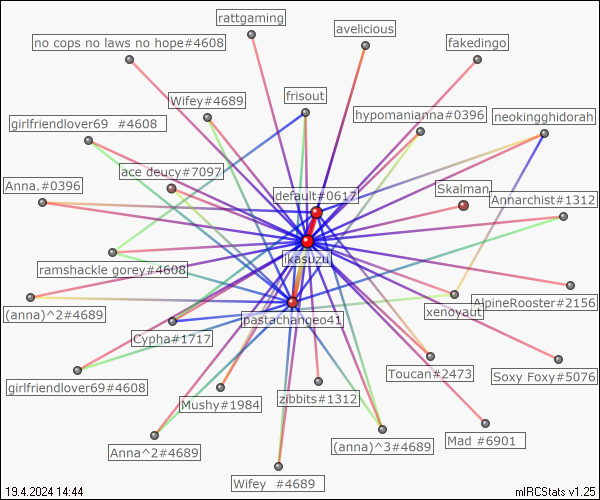 rattgaming
avelicious
no cops no laws no hope#4608
fakedingo
Wifey#4689
frisout
hypomanianna#0396
neokingghidorah
girlfriendlover69 #4608
ace deucy#7097
Anna.#0396
default#0617
Skalman
Annarchist#1312
ikasuzu
ramshackle gorey#4608
(anna)^2#4689
pastachangeo41
xenoyaut
AlpineRooster#2156
Cypha#1717
girlfriendlover69#4608
Toucan#2473
Soxy Foxy#5076
Mushy#1984
zibbits#1312
Anna^2#4689
(anna)^3#4689
Mad #6901
Wifey #4689
19.4.2024 14:44
mIRCStats v1.25